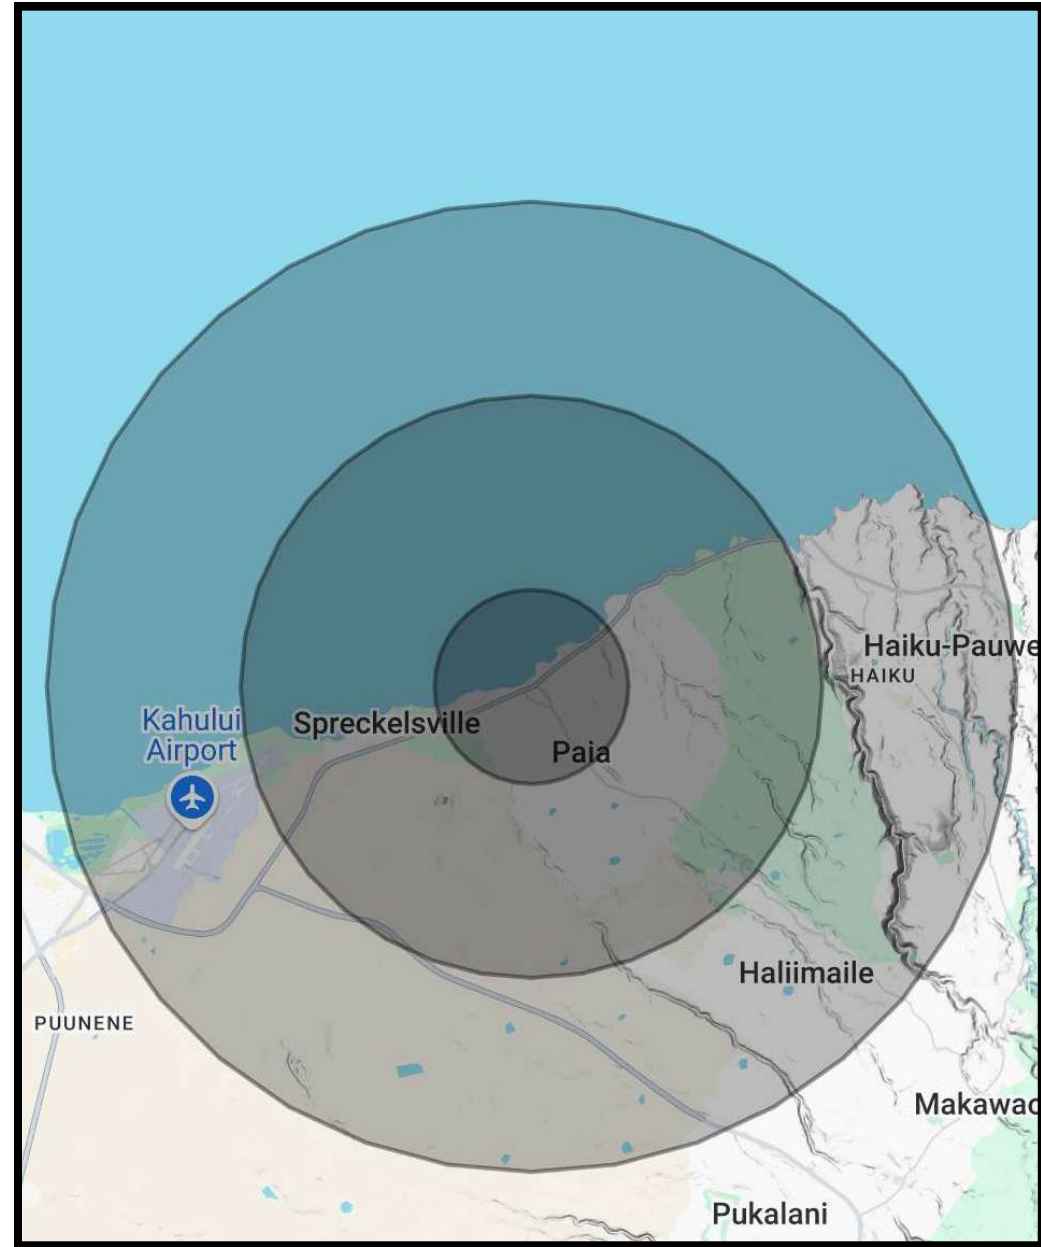 Haiku-Pauwe
HAIKU
Kahului
Airport
Spreckelsville
Paia
Haliimaile
PUUNENE
Makawao
Pukalani